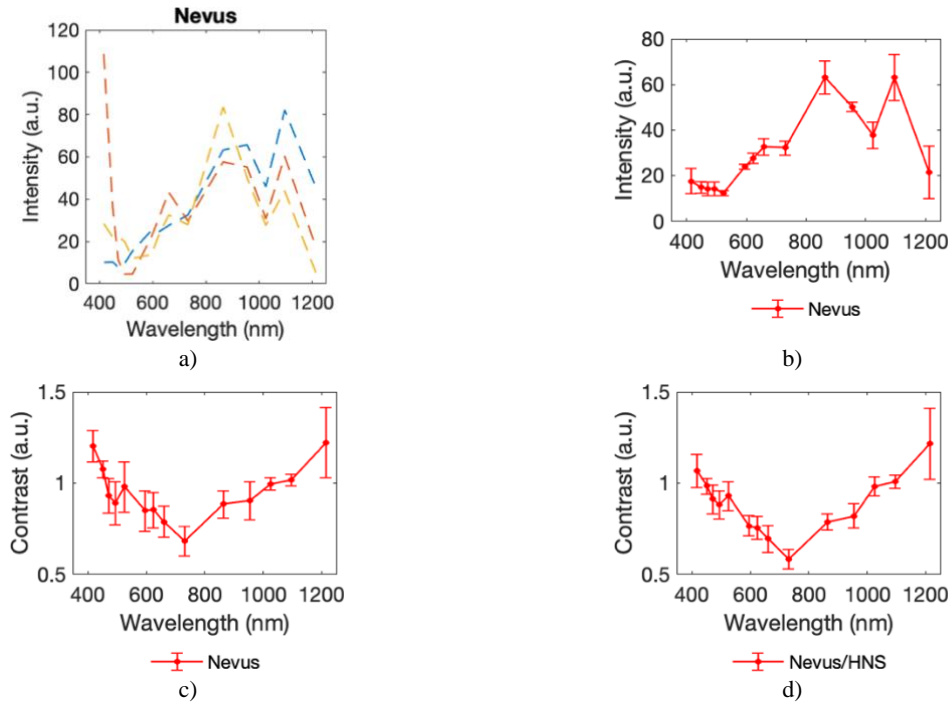 Nevus
120
100
80
60
40
20
0
Intensity (a.u.)
400 600 800 1000 1200
Wavelength (nm)
a)
80
60
40
20
0
Intensity (a.u.)
400 600 800 1000 1200
Wavelength (nm)
Nevus
b)
1.5
1
0.5
Contrast (a.u.)
400 600 800 1000 1200
Wavelength (nm)
Nevus
c)
1.5
1
0.5
Contrast (a.u.)
400 600 800 1000 1200
Wavelength (nm)
Nevus/HNS
d)